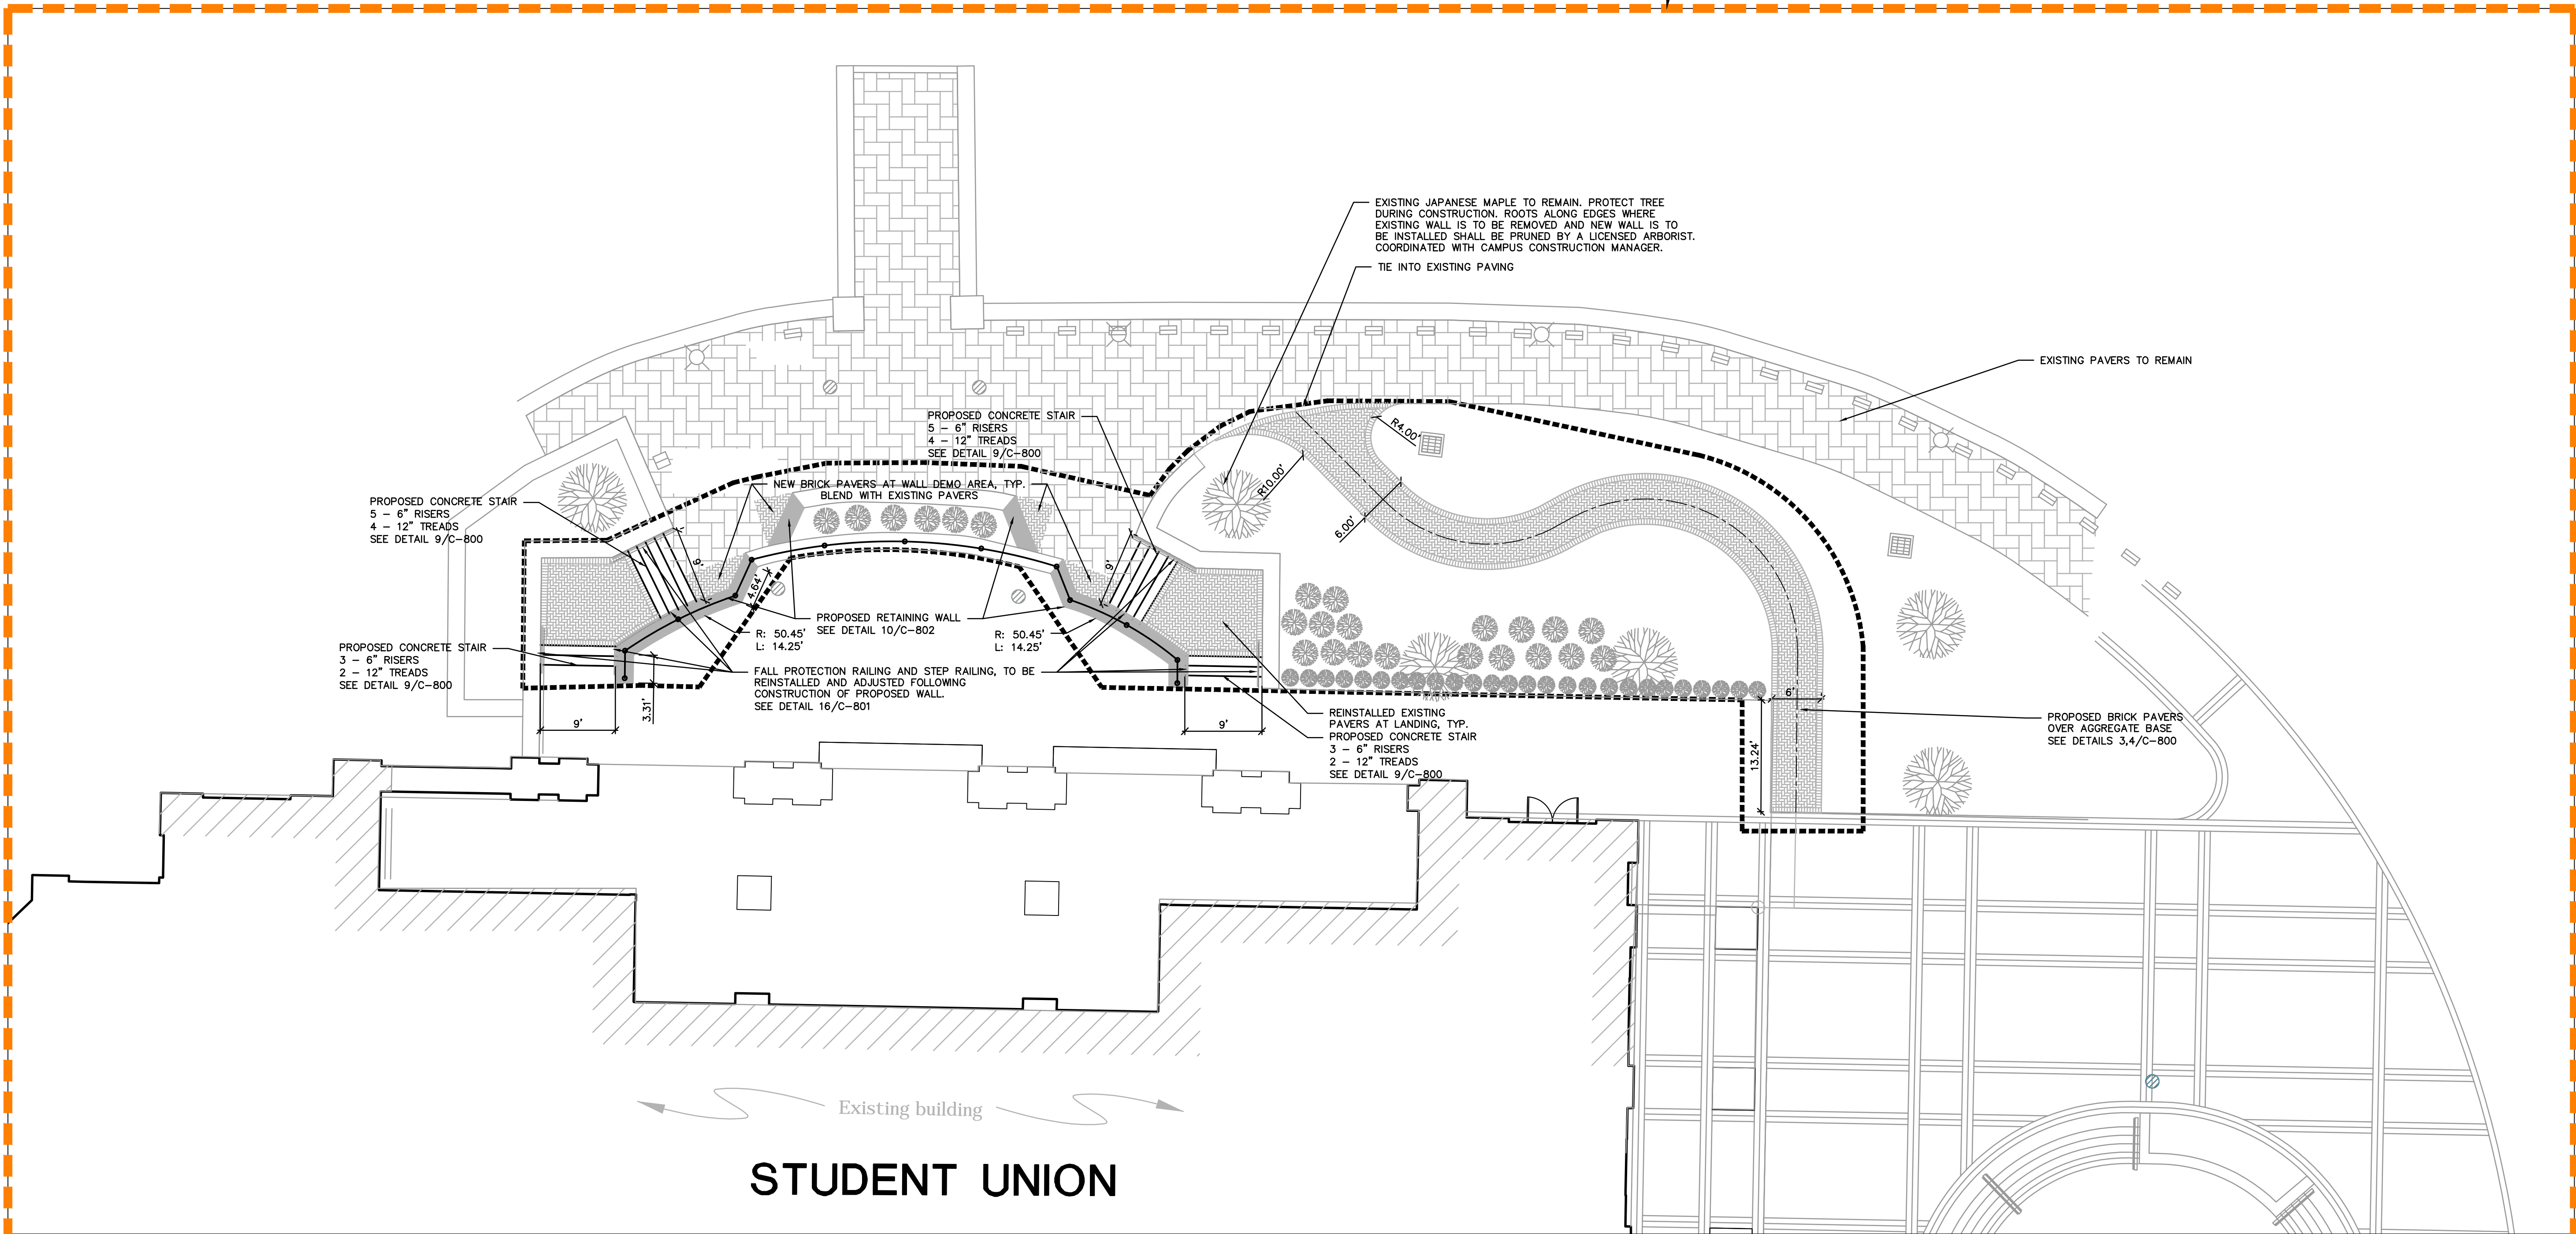 EXISTING JAPANESE MAPLE TO REMAIN. PROTECT TREE
DURING CONSTRUCTION. ROOTS ALONG EDGES WHERE
EXISTING WALL IS TO BE REMOVED AND NEW WALL IS TO
BE INSTALLED SHALL BE PRUNED BY A LICENSED ARBORIST.
COORDINATED WITH CAMPUS CONSTRUCTION MANAGER.
TIE INTO EXISTING PAVING
EXISTING PAVERS TO REMAIN
PROPOSED CONCRETE STAIR
5 – 6" RISERS
4 – 12" TREADS
SEE DETAIL 9/C-800
R4.00'
R10.00'
6.00'
NEW BRICK PAVERS AT WALL DEMO AREA, TYP.
BLEND WITH EXISTING PAVERS
PROPOSED CONCRETE STAIR
5 – 6" RISERS
4 – 12" TREADS
SEE DETAIL 9/C-800
9'
4.64'
9'
PROPOSED RETAINING WALL
SEE DETAIL 10/C-802
R: 50.45'
L: 14.25'
R: 50.45'
L: 14.25'
PROPOSED CONCRETE STAIR
3 – 6" RISERS
2 – 12" TREADS
SEE DETAIL 9/C-800
FALL PROTECTION RAILING AND STEP RAILING, TO BE
REINSTALLED AND ADJUSTED FOLLOWING
CONSTRUCTION OF PROPOSED WALL.
SEE DETAIL 16/C-801
3.31'
9'
9'
REINSTALLED EXISTING
PAVERS AT LANDING, TYP.
PROPOSED CONCRETE STAIR
3 – 6" RISERS
2 – 12" TREADS
SEE DETAIL 9/C-800
6'
13.24'
PROPOSED BRICK PAVERS
OVER AGGREGATE BASE
SEE DETAILS 3,4/C-800
Existing building
STUDENT UNION